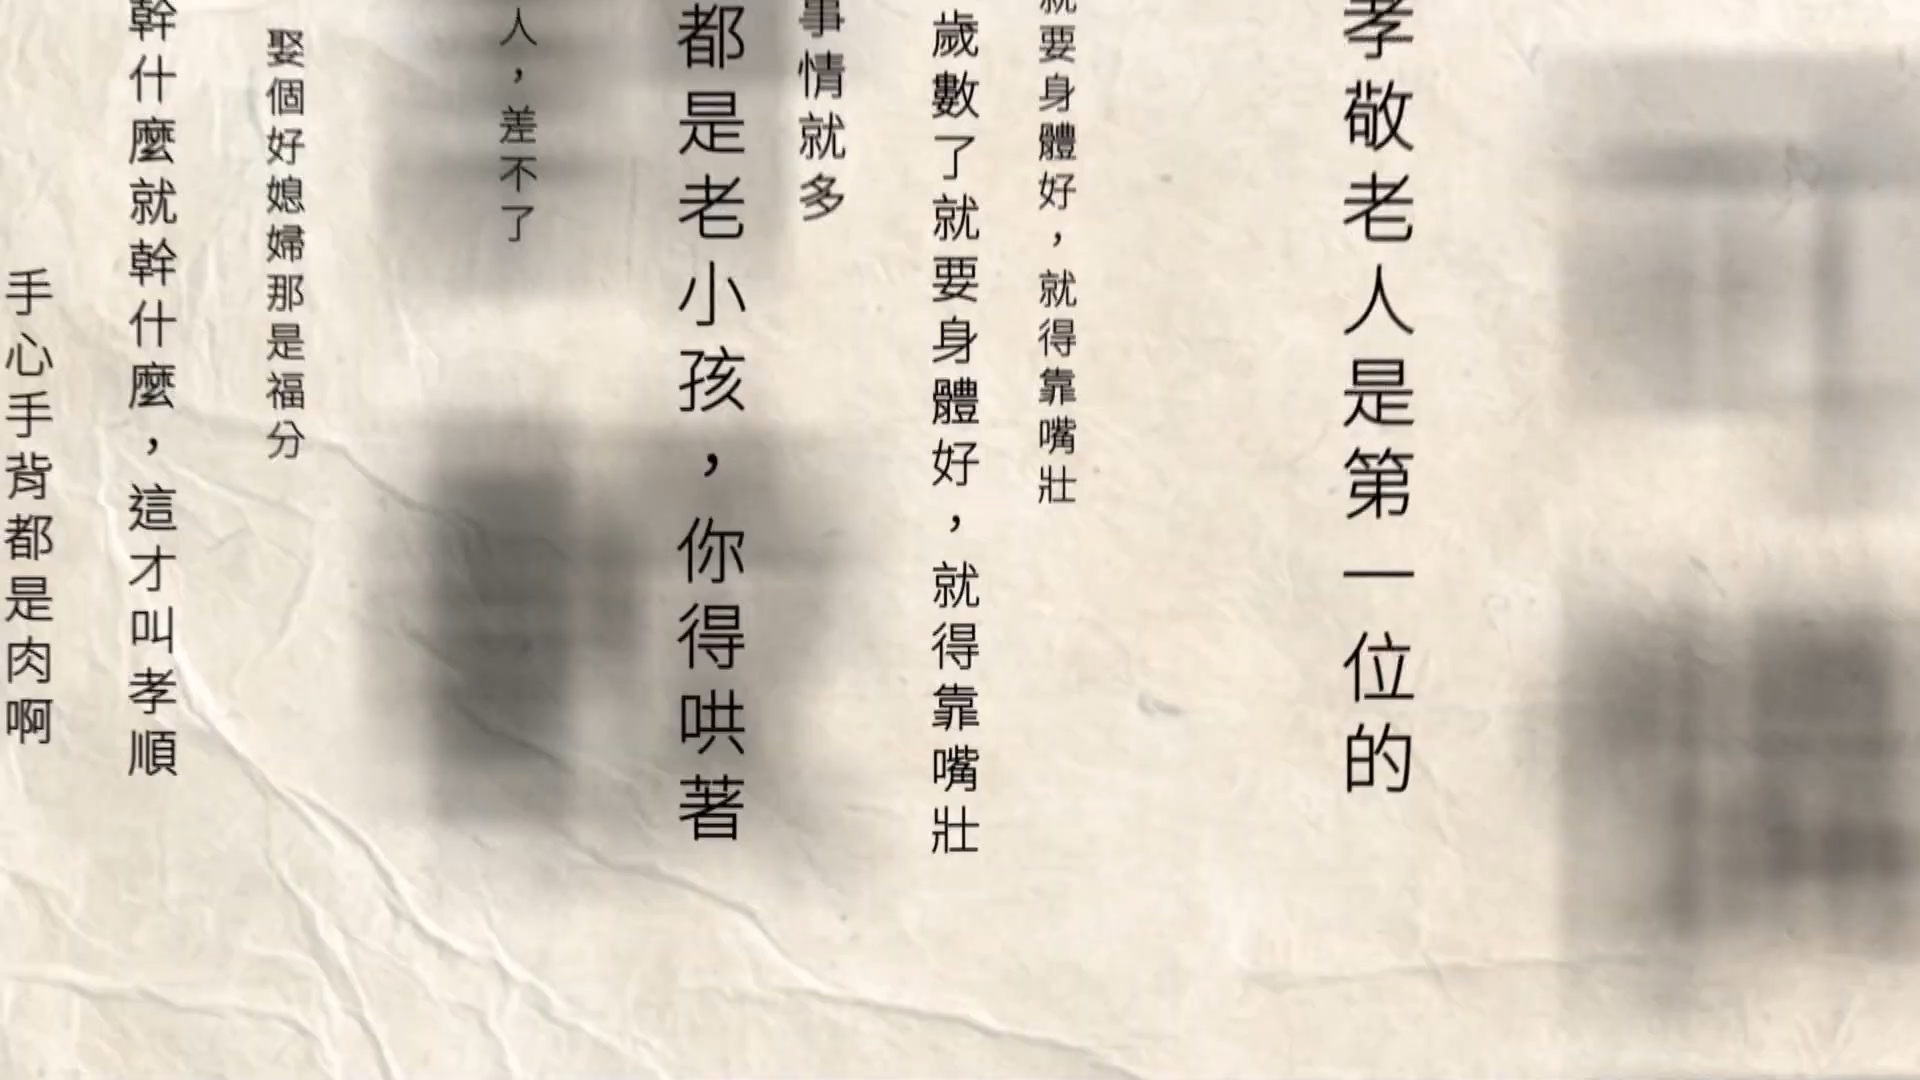 孝敬老人是第一位的
就要身體好，就得靠嘴壯
歲數了就要身體好，就得靠嘴壯
事情就多
都是老小孩，你得哄著
人，差不了
娶個好媳婦那是福分
幹什麼就幹什麼，這才叫孝順
手心手背都是肉啊